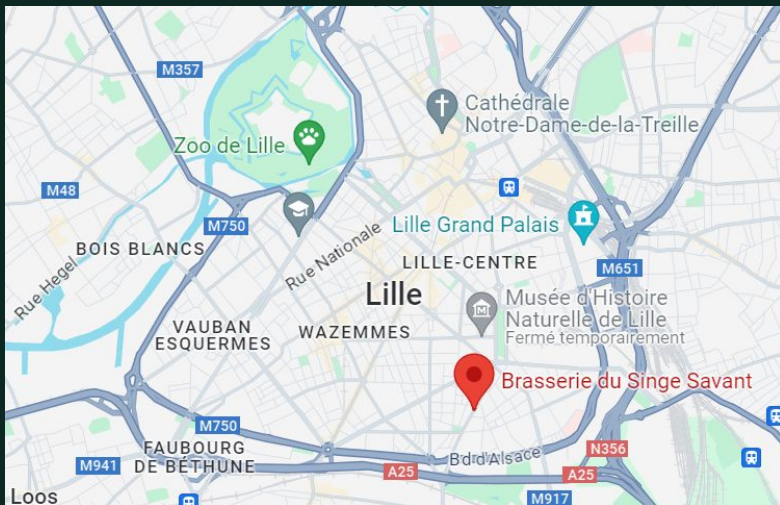 M357
Cathédrale
Notre-Dame-de-la-Treille
Zoo de Lille
M48
M750
Lille Grand Palais
BOIS BLANCS
Rue Nationale
LILLE-CENTRE
M651
Rue Hegel
Lille
Musée d'Histoire
Naturelle de Lille
Fermé temporairement
VAUBAN
ESQUERMES
WAZEMMES
Brasserie du Singe Savant
M750
FAUBOURG
DE BÉTHUNE
Bd d'Alsace
N356
M941
A25
A25
Loos
M917